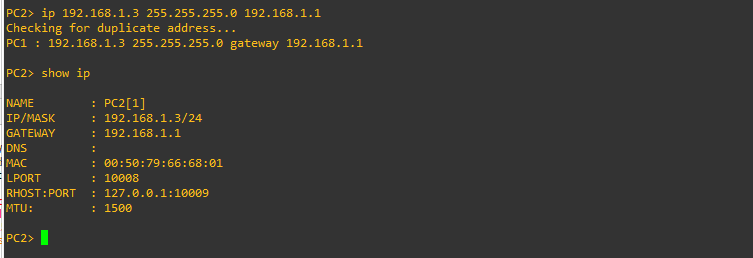 PC2> ip 192.168.1.3 255.255.255.0 192.168.1.1
Checking for duplicate address...
PC1 : 192.168.1.3 255.255.255.0 gateway 192.168.1.1
PC2> show ip
NAME : PC2[1]
IP/MASK : 192.168.1.3/24
GATEWAY : 192.168.1.1
DNS :
MAC : 00:50:79:66:68:01
LPORT : 10008
RHOST:PORT : 127.0.0.1:10009
MTU: : 1500
PC2>